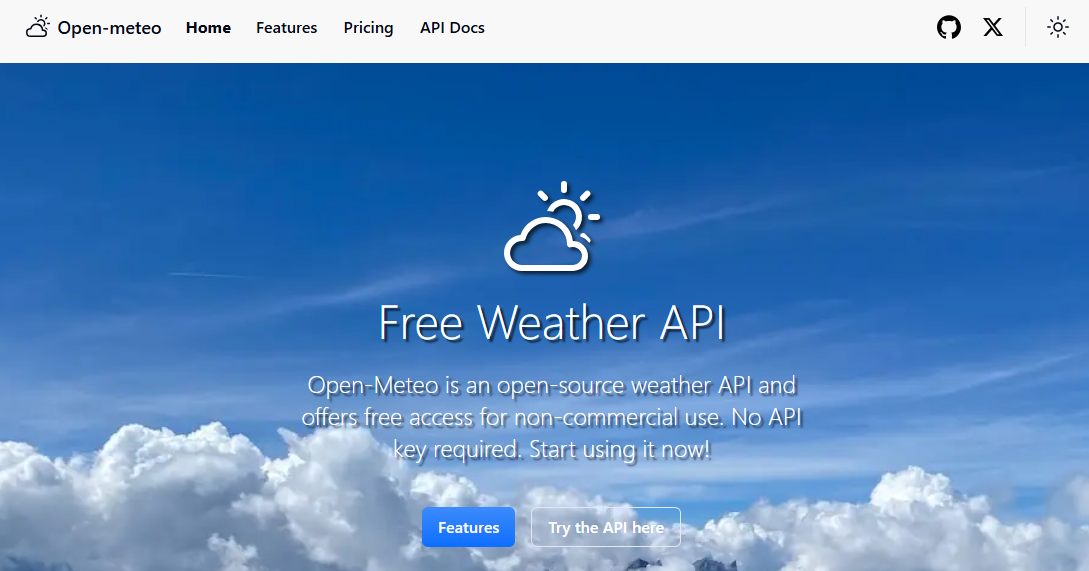 Open-meteo Home Features Pricing API Docs
Free Weather API
Open-Meteo is an open-source weather API and
offers free access for non-commercial use. No API
key required. Start using it now!
Features Try the API here